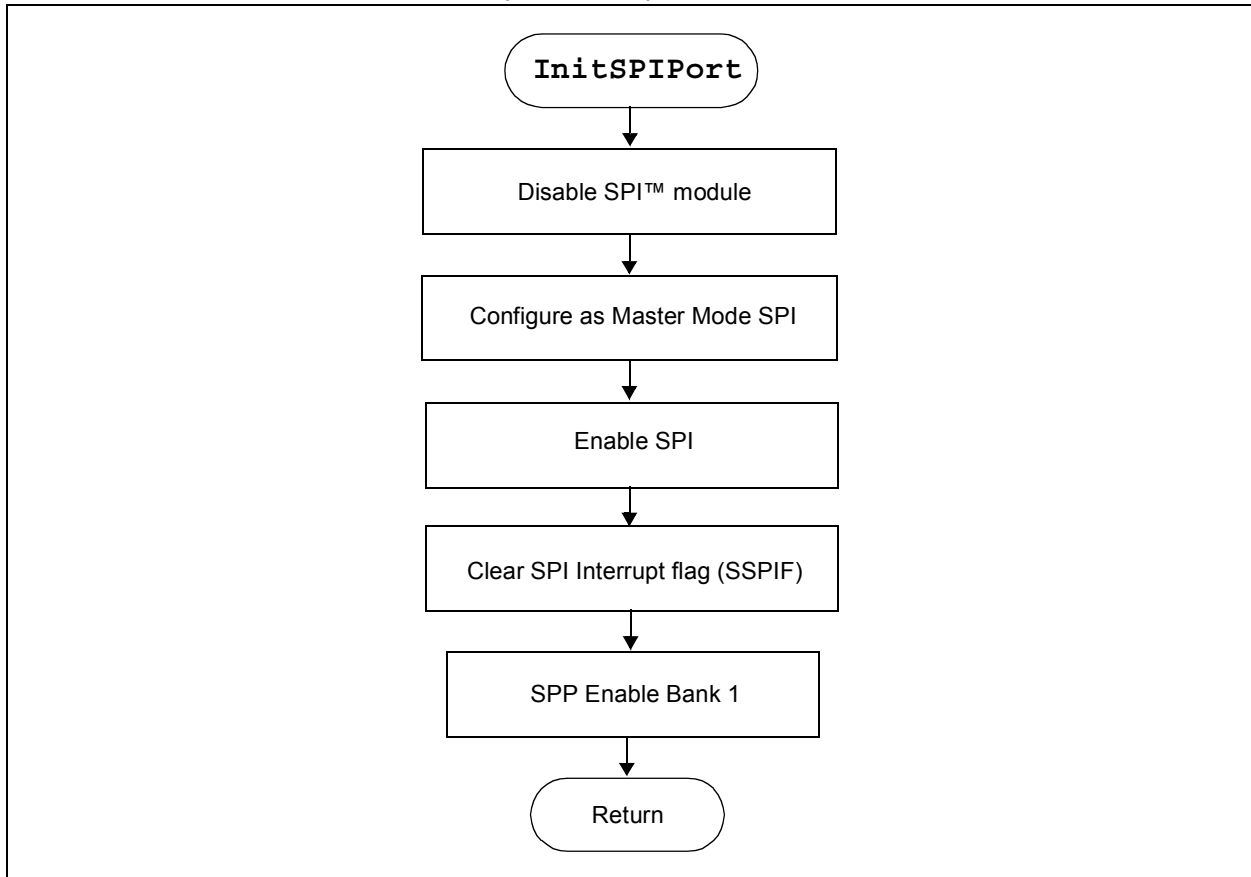 InitSPIPort
Disable SPI™ module
Configure as Master Mode SPI
Enable SPI
Clear SPI Interrupt flag (SSPIF)
SPP Enable Bank 1
Return